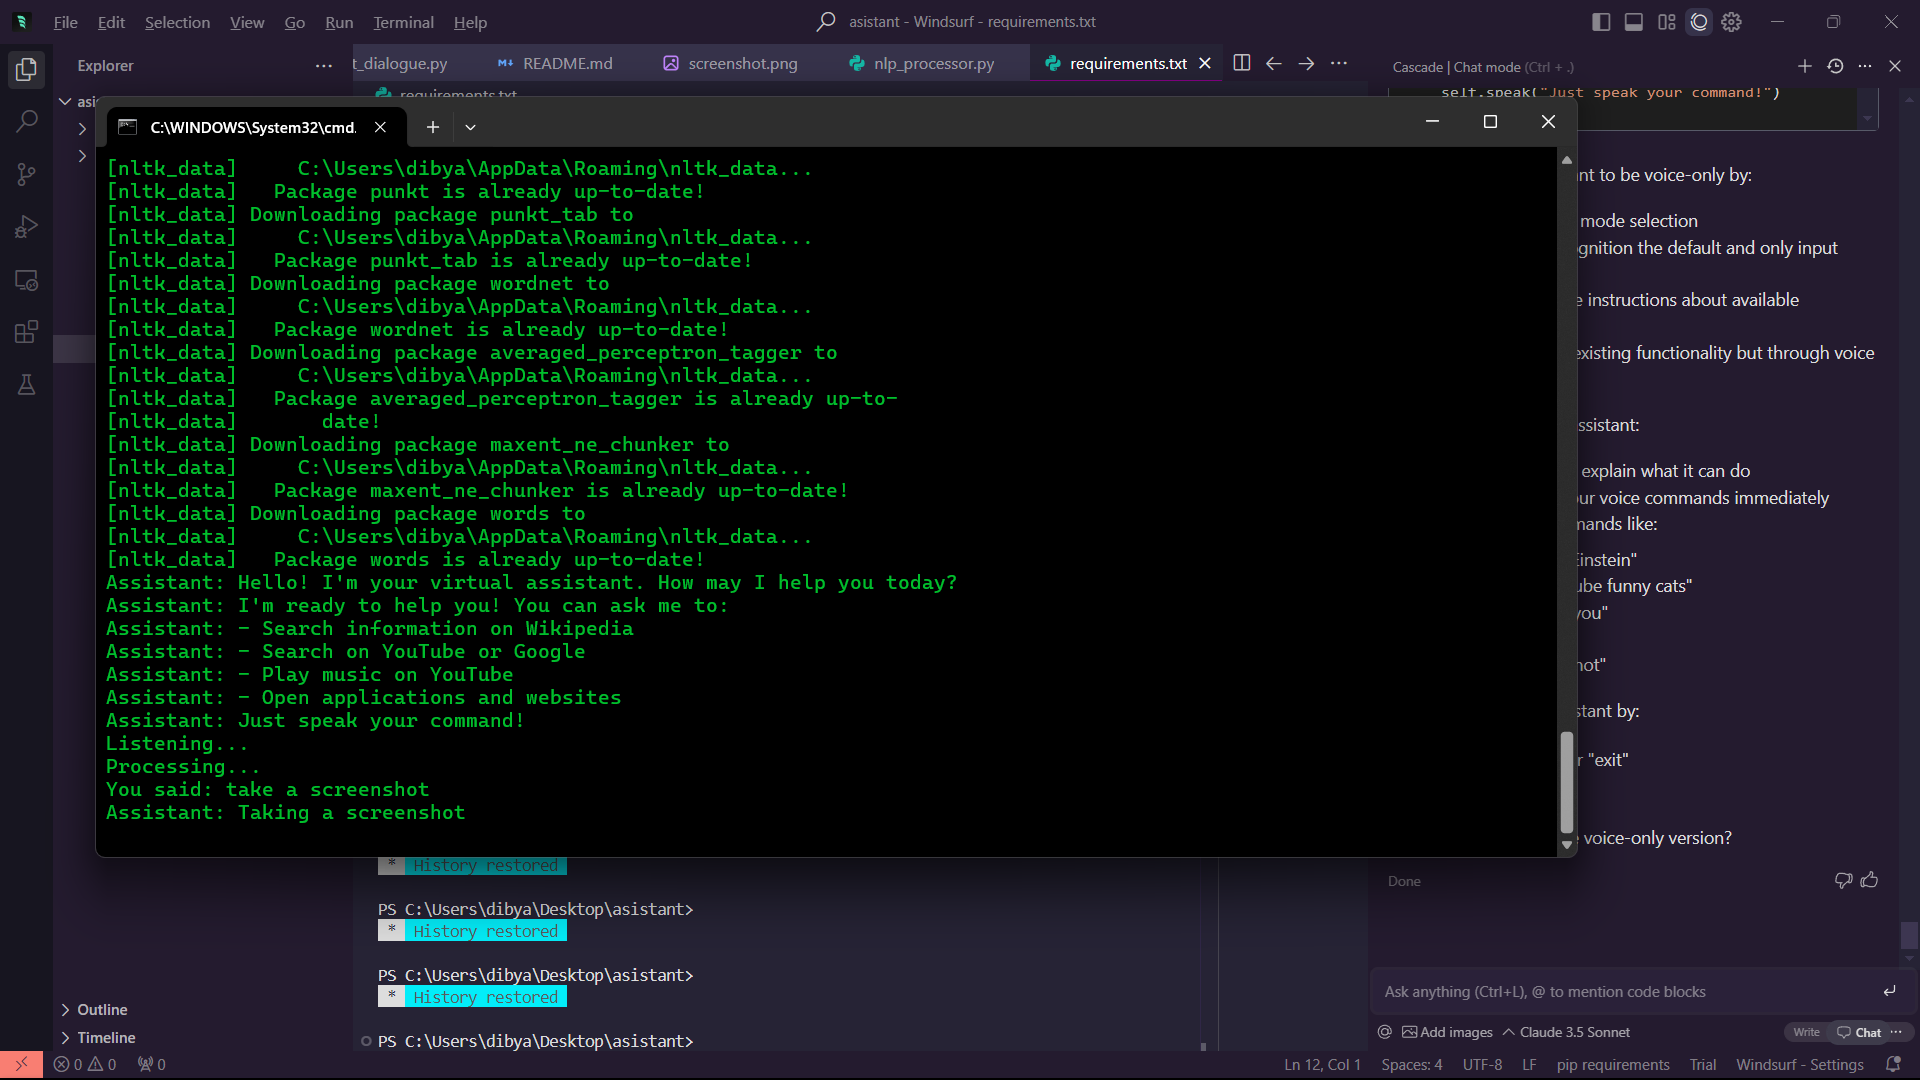 File Edit Selection View Go Run Terminal Help
asistant - Windsurf - requirements.txt
Explorer
t_dialogue.py
README.md
screenshot.png
nlp_processor.py
requirements.txt
Cascade | Chat mode (Ctrl + .)
asi
requirements.txt
self.speak("Just speak your command!")
C:\WINDOWS\System32\cmd.
[nltk_data]     C:\Users\dibya\AppData\Roaming\nltk_data...
[nltk_data]   Package punkt is already up-to-date!
[nltk_data] Downloading package punkt_tab to
[nltk_data]     C:\Users\dibya\AppData\Roaming\nltk_data...
[nltk_data]   Package punkt_tab is already up-to-date!
[nltk_data] Downloading package wordnet to
[nltk_data]     C:\Users\dibya\AppData\Roaming\nltk_data...
[nltk_data]   Package wordnet is already up-to-date!
[nltk_data] Downloading package averaged_perceptron_tagger to
[nltk_data]     C:\Users\dibya\AppData\Roaming\nltk_data...
[nltk_data]   Package averaged_perceptron_tagger is already up-to-
[nltk_data]       date!
[nltk_data] Downloading package maxent_ne_chunker to
[nltk_data]     C:\Users\dibya\AppData\Roaming\nltk_data...
[nltk_data]   Package maxent_ne_chunker is already up-to-date!
[nltk_data] Downloading package words to
[nltk_data]     C:\Users\dibya\AppData\Roaming\nltk_data...
[nltk_data]   Package words is already up-to-date!
Assistant: Hello! I'm your virtual assistant. How may I help you today?
Assistant: I'm ready to help you! You can ask me to:
Assistant: - Search information on Wikipedia
Assistant: - Search on YouTube or Google
Assistant: - Play music on YouTube
Assistant: - Open applications and websites
Assistant: Just speak your command!
Listening...
Processing...
You said: take a screenshot
Assistant: Taking a screenshot
nt to be voice-only by:
mode selection
gnition the default and only input
e instructions about available
existing functionality but through voice
ssistant:
explain what it can do
ur voice commands immediately
mands like:
Einstein"
ube funny cats"
you"
hot"
stant by:
r "exit"
voice-only version?
Done
* History restored
PS C:\Users\dibya\Desktop\asistant>
* History restored
PS C:\Users\dibya\Desktop\asistant>
* History restored
PS C:\Users\dibya\Desktop\asistant>
Outline
Timeline
Ask anything (Ctrl+L), @ to mention code blocks
Add images Claude 3.5 Sonnet
Write Chat
0 0 0
Ln 12, Col 1 Spaces: 4 UTF-8 LF pip requirements Trial Windsurf - Settings